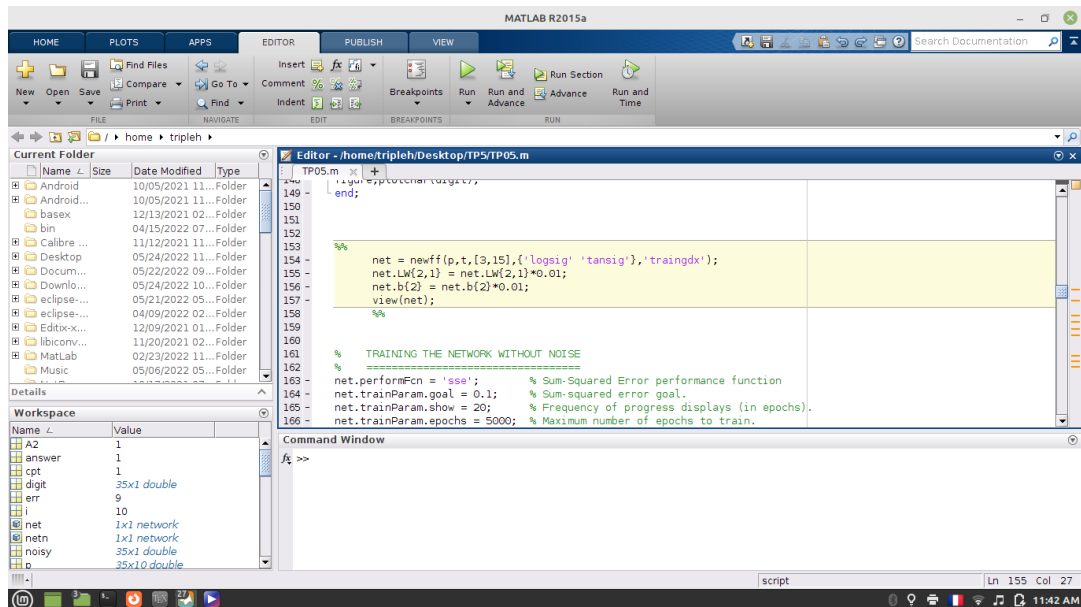 MATLAB R2015a
HOME PLOTS APPS EDITOR PUBLISH VIEW Search Documentation
New Open Save Find Files Compare Print Go To Find Insert Comment Indent fx Breakpoints Run Run and Advance Run Section Advance Run and Time
FILE NAVIGATE EDIT BREAKPOINTS RUN
/ home tripleh
Current Folder
Name Size Date Modified Type
Android 10/05/2021 11... Folder
Android... 10/05/2021 11... Folder
basex 12/13/2021 02... Folder
bin 04/15/2022 07... Folder
Calibre ... 11/12/2021 11... Folder
Desktop 05/24/2022 11... Folder
Docum... 05/22/2022 09... Folder
Downlo... 05/24/2022 10... Folder
eclipse-... 05/21/2022 05... Folder
eclipse-... 04/09/2022 02... Folder
Editix-x... 12/09/2021 01... Folder
libiconv... 11/20/2021 02... Folder
MatLab 02/23/2022 11... Folder
Music 05/06/2022 05... Folder
Details
Workspace
Name Value
A2 1
answer 1
cpt 1
digit 35x1 double
err 9
i 10
net 1x1 network
netn 1x1 network
noisy 35x1 double
p 35x10 double
Editor - /home/tripleh/Desktop/TP5/TP05.m
TP05.m
148 figure,plotchar(digit);
149 - end;
150
151
152
153 %%
154 - net = newff(p,t,[3,15],{'logsig' 'tansig'},'traingdx');
155 - net.LW{2,1} = net.LW{2,1}*0.01;
156 - net.b{2} = net.b{2}*0.01;
157 - view(net);
158 %%
159
160
161 % TRAINING THE NETWORK WITHOUT NOISE
162 % ==================================
163 - net.performFcn = 'sse'; % Sum-Squared Error performance function
164 - net.trainParam.goal = 0.1; % Sum-squared error goal.
165 - net.trainParam.show = 20; % Frequency of progress displays (in epochs).
166 - net.trainParam.epochs = 5000; % Maximum number of epochs to train.
Command Window
fx >>
script Ln 155 Col 27
3 27 11:42 AM